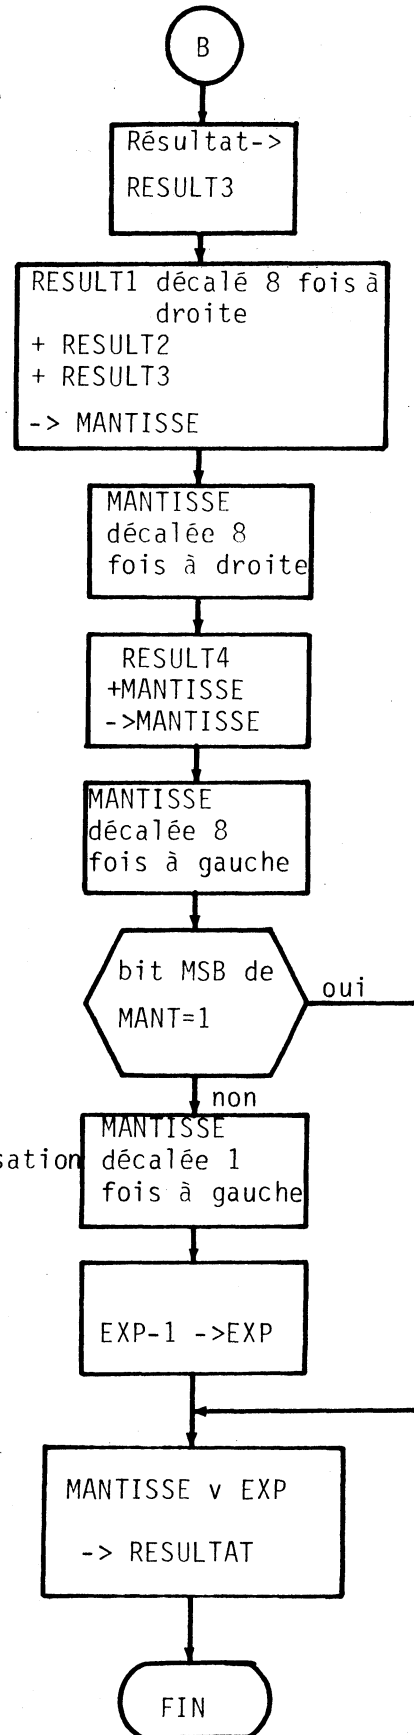 B
Résultat->
RESULT3
RESULT1 décalé 8 fois à
droite
+ RESULT2
+ RESULT3
-> MANTISSE
MANTISSE
décalée 8
fois à droite
RESULT4
+MANTISSE
->MANTISSE
MANTISSE
décalée 8
fois à gauche
bit MSB de
MANT=1
oui
non
MANTISSE
sation décalée 1
fois à gauche
EXP-1 ->EXP
MANTISSE v EXP
-> RESULTAT
FIN